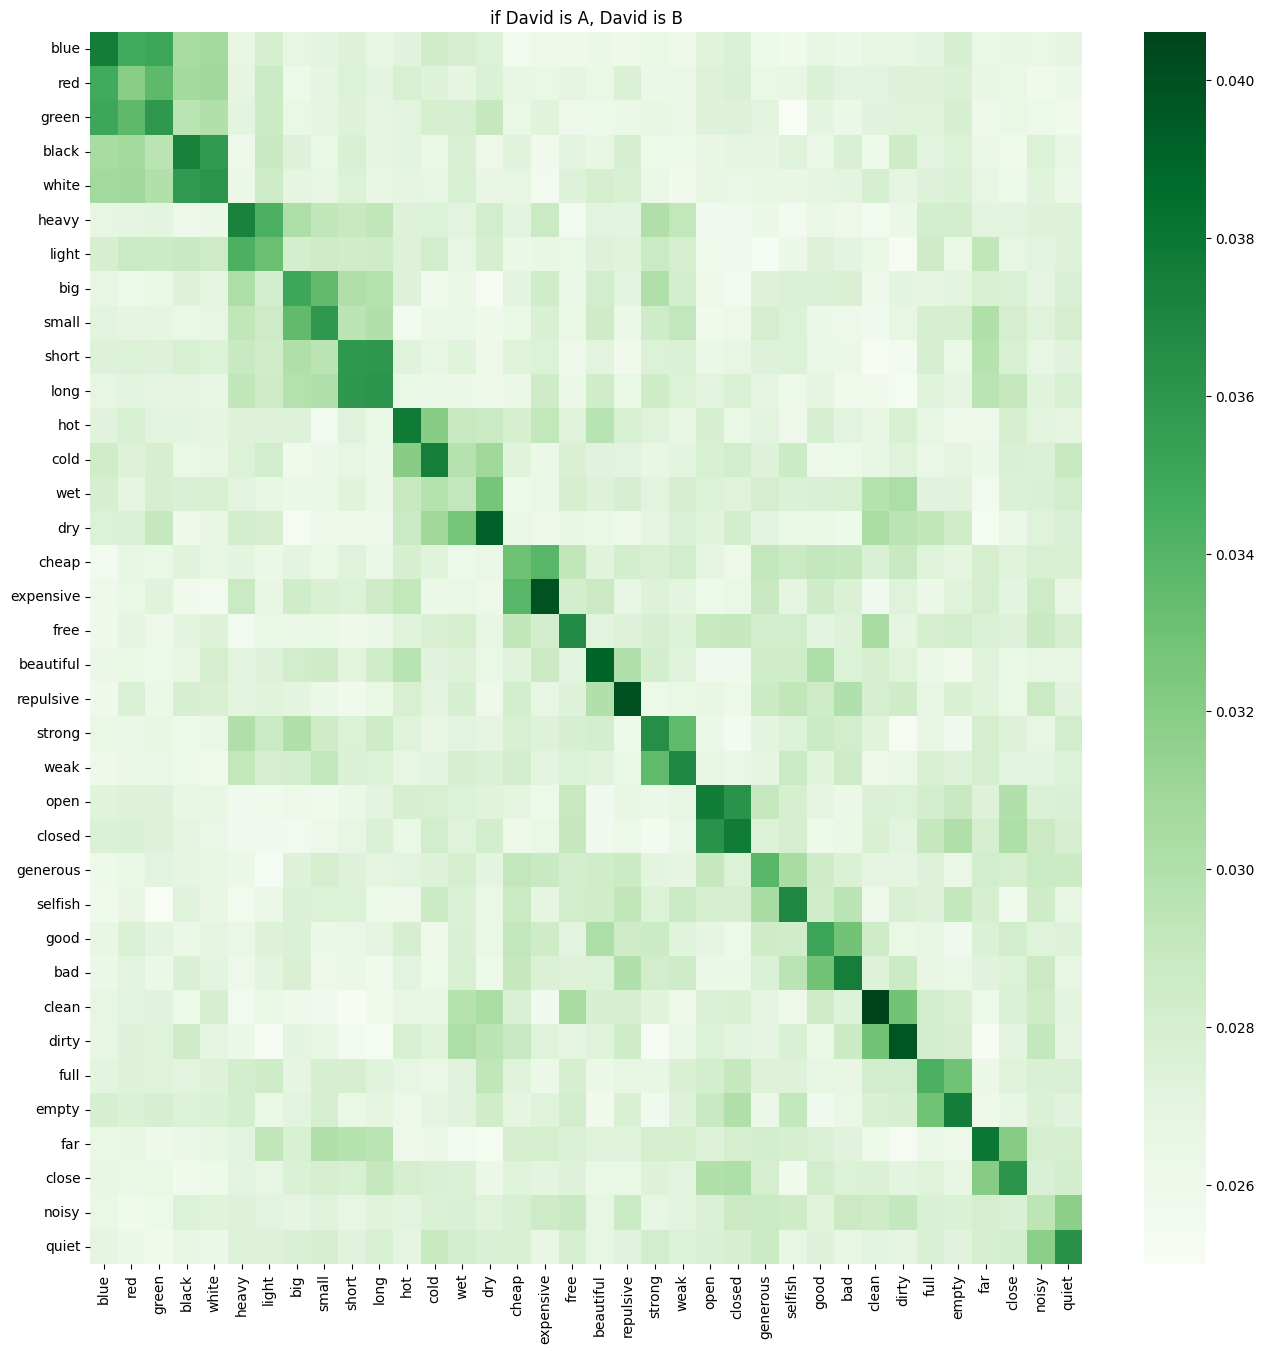 if David is A, David is B
blue
red
green
black
white
heavy
light
big
small
short
long
hot
cold
wet
dry
cheap
expensive
free
beautiful
repulsive
strong
weak
open
closed
generous
selfish
good
bad
clean
dirty
full
empty
far
close
noisy
quiet
blue
red
green
black
white
heavy
light
big
small
short
long
hot
cold
wet
dry
cheap
expensive
free
beautiful
repulsive
strong
weak
open
closed
generous
selfish
good
bad
clean
dirty
full
empty
far
close
noisy
quiet
0.040
0.038
0.036
0.034
0.032
0.030
0.028
0.026